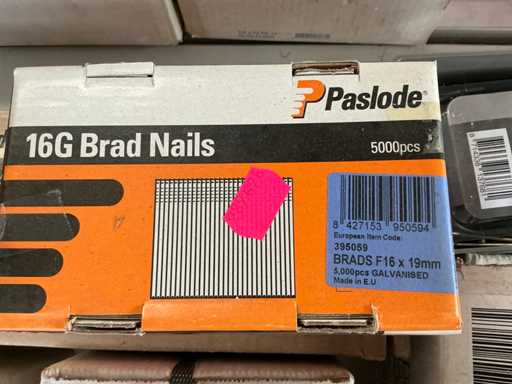 Paslode®
16G Brad Nails
5000pcs
8 427153 950594
European Item Code:
395059
BRADS F16 x 19mm
5,000pcs GALVANISED
Made in E.U